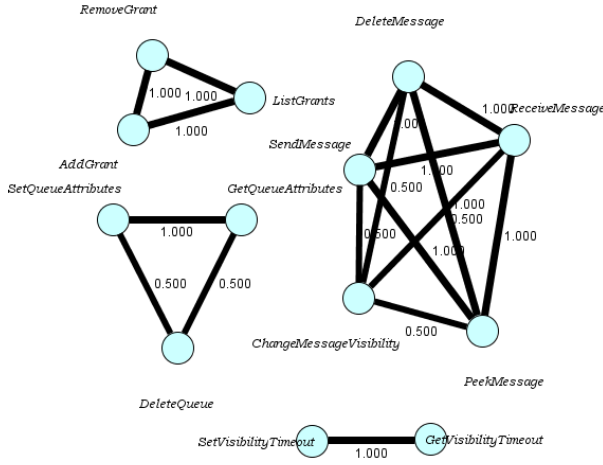 RemoveGrant
DeleteMessage
1.000
1.000
ListGrants
1.000
ReceiveMessage
1.000
1.000
AddGrant
SendMessage
1.000
SetQueueAttributes
GetQueueAttributes
0.500
1.000
0.500
1.000
0.500
1.000
1.000
0.500
0.500
0.500
ChangeMessageVisibility
PeekMessage
DeleteQueue
SetVisibilityTimeout
GetVisibilityTimeout
1.000